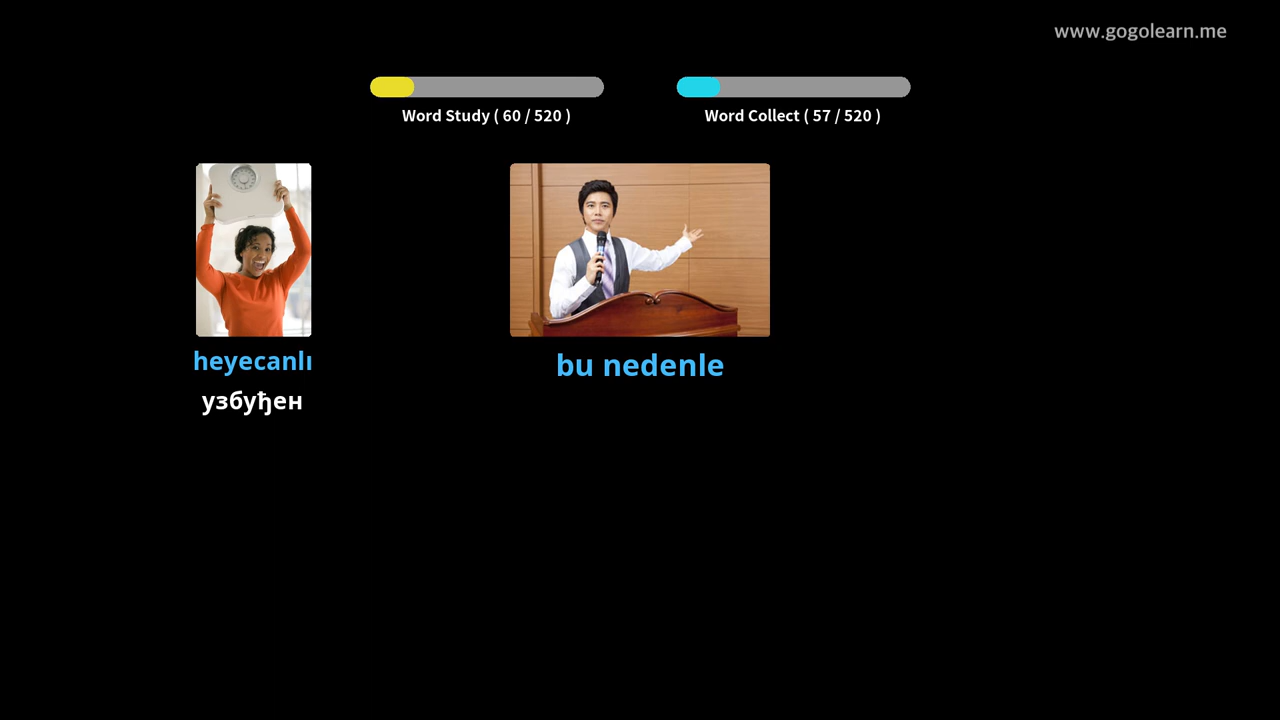 www.gogolearn.me
Word Study ( 60 / 520 )
Word Collect ( 57 / 520 )
heyecanlı
узбуђен
bu nedenle